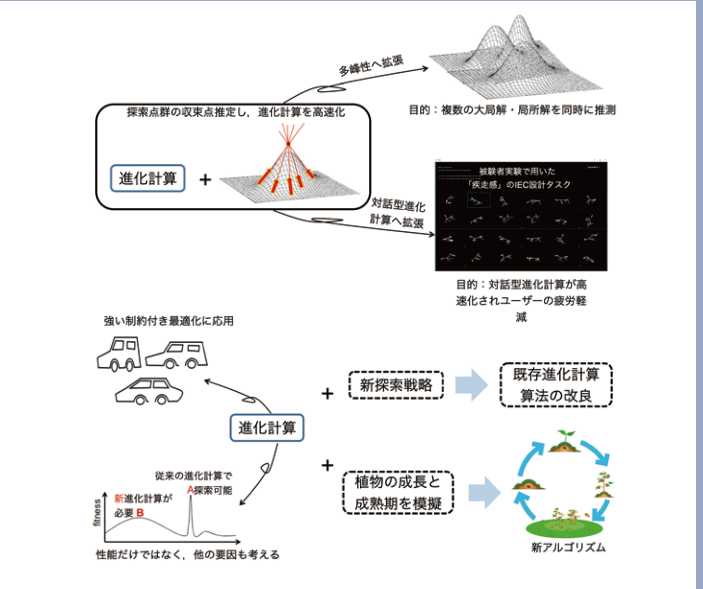 多峰性へ拡張
目的：複数の大局解・局所解を同時に推測
探索点群の収束点推定し，進化計算を高速化
進化計算
+
対話型進化
計算へ拡張
被験者実験で用いた
「疾走感」のIEC設計タスク
目的：対話型進化計算が高
速化されユーザーの疲労軽
減
強い制約付き最適化に応用
進化計算
+
新探索戦略
既存進化計算
算法の改良
+
植物の成長と
成熟期を模擬
新アルゴリズム
従来の進化計算で
A探索可能
新進化計算が
必要 B
fitness
性能だけではなく，他の要因も考える